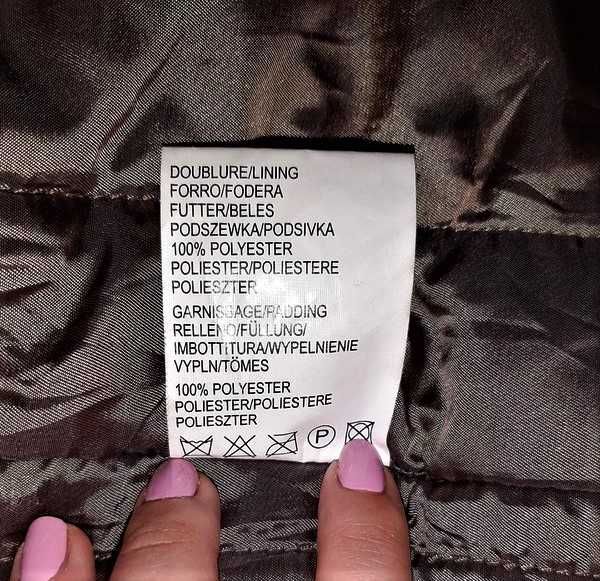 DOUBLURE/LINING
FORRO/FODERA
FUTTER/BELES
PODSZEWKA/PODSIVKA
100% POLYESTER
POLIESTER/POLIESTERE
POLIESZTER
GARNISSAGE/PADDING
RELLENO/FÜLLUNG/
IMBOTTITURA/WYPELNIENIE
VYPLN/TÖMES
100% POLYESTER
POLIESTER/POLIESTERE
POLIESZTER
P